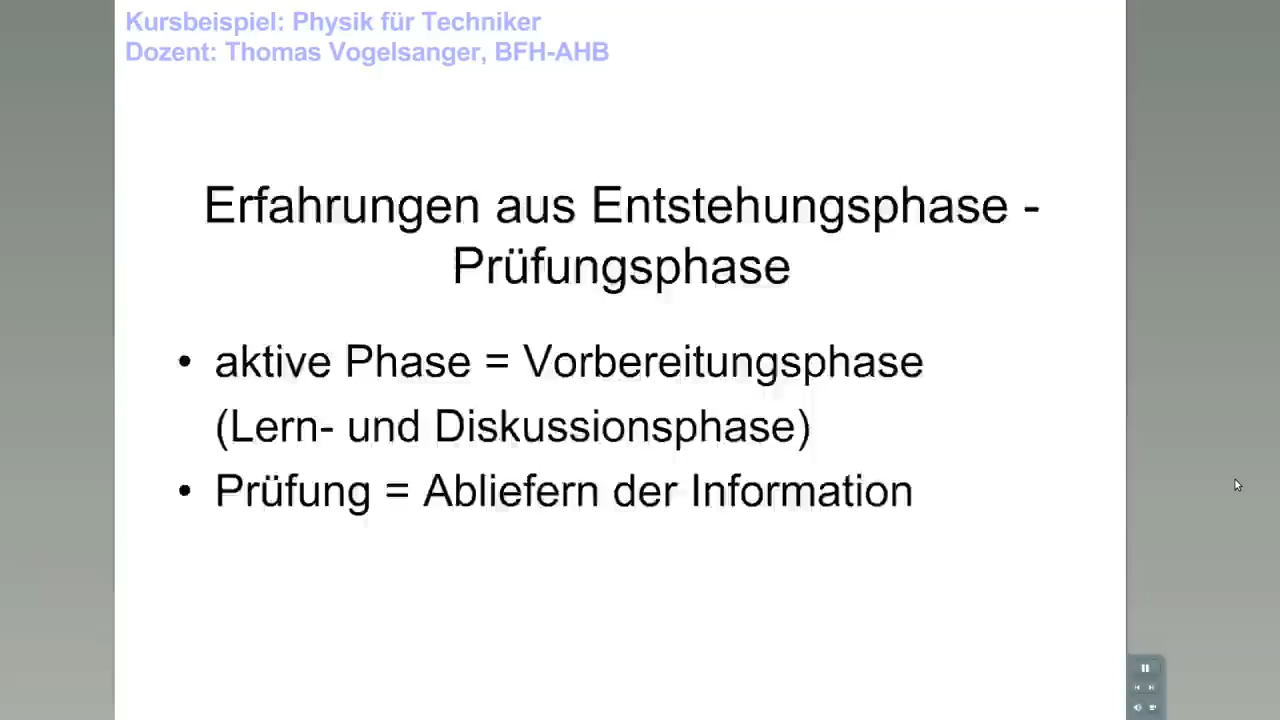 Kursbeispiel: Physik für Techniker
Dozent: Thomas Vogelsanger, BFH-AHB
Erfahrungen aus Entstehungsphase -
Prüfungsphase
• aktive Phase = Vorbereitungsphase
(Lern- und Diskussionsphase)
• Prüfung = Abliefern der Information